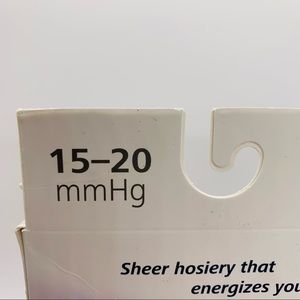 15–20
mmHg
Sheer hosiery that
energizes you